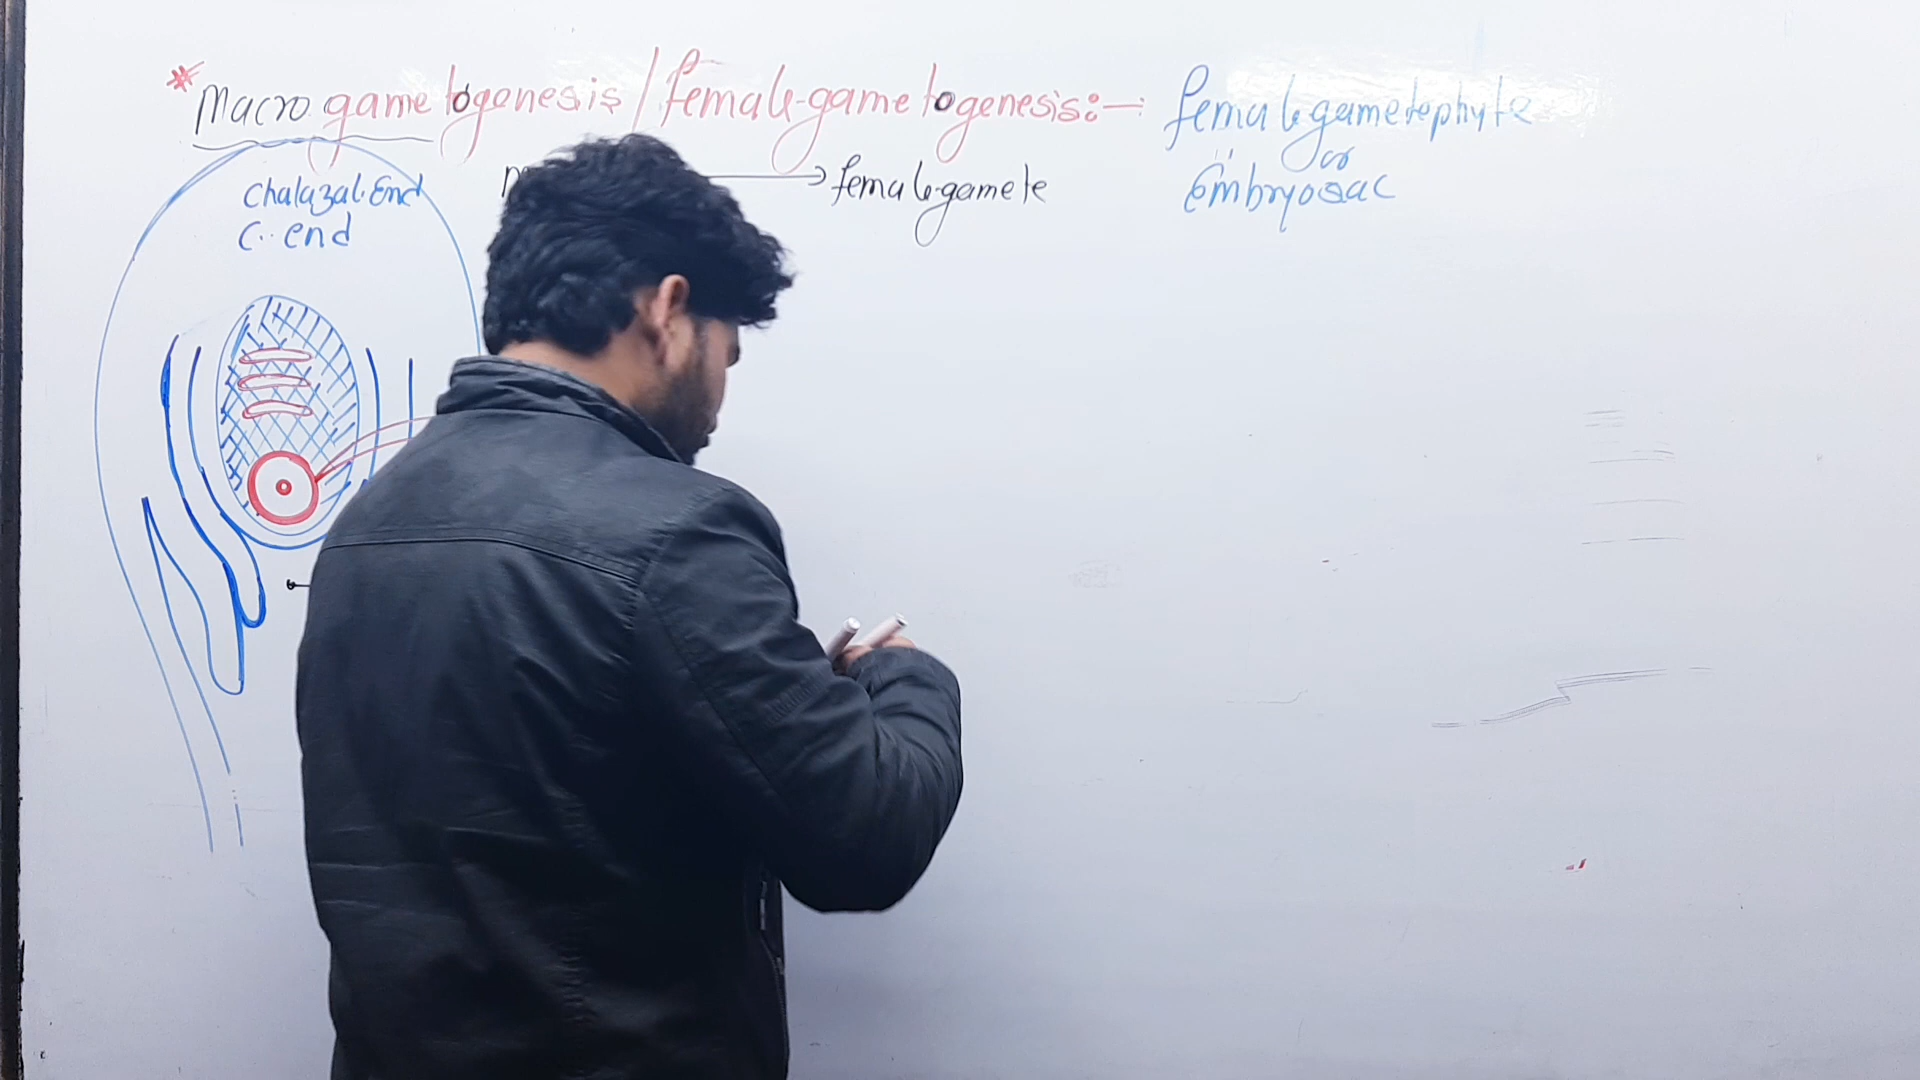 * Macro gametogenesis / female-gametogenesis:- female gametophyte
or
Embryosac
→ female-gamete
Chalazal End
C.. end